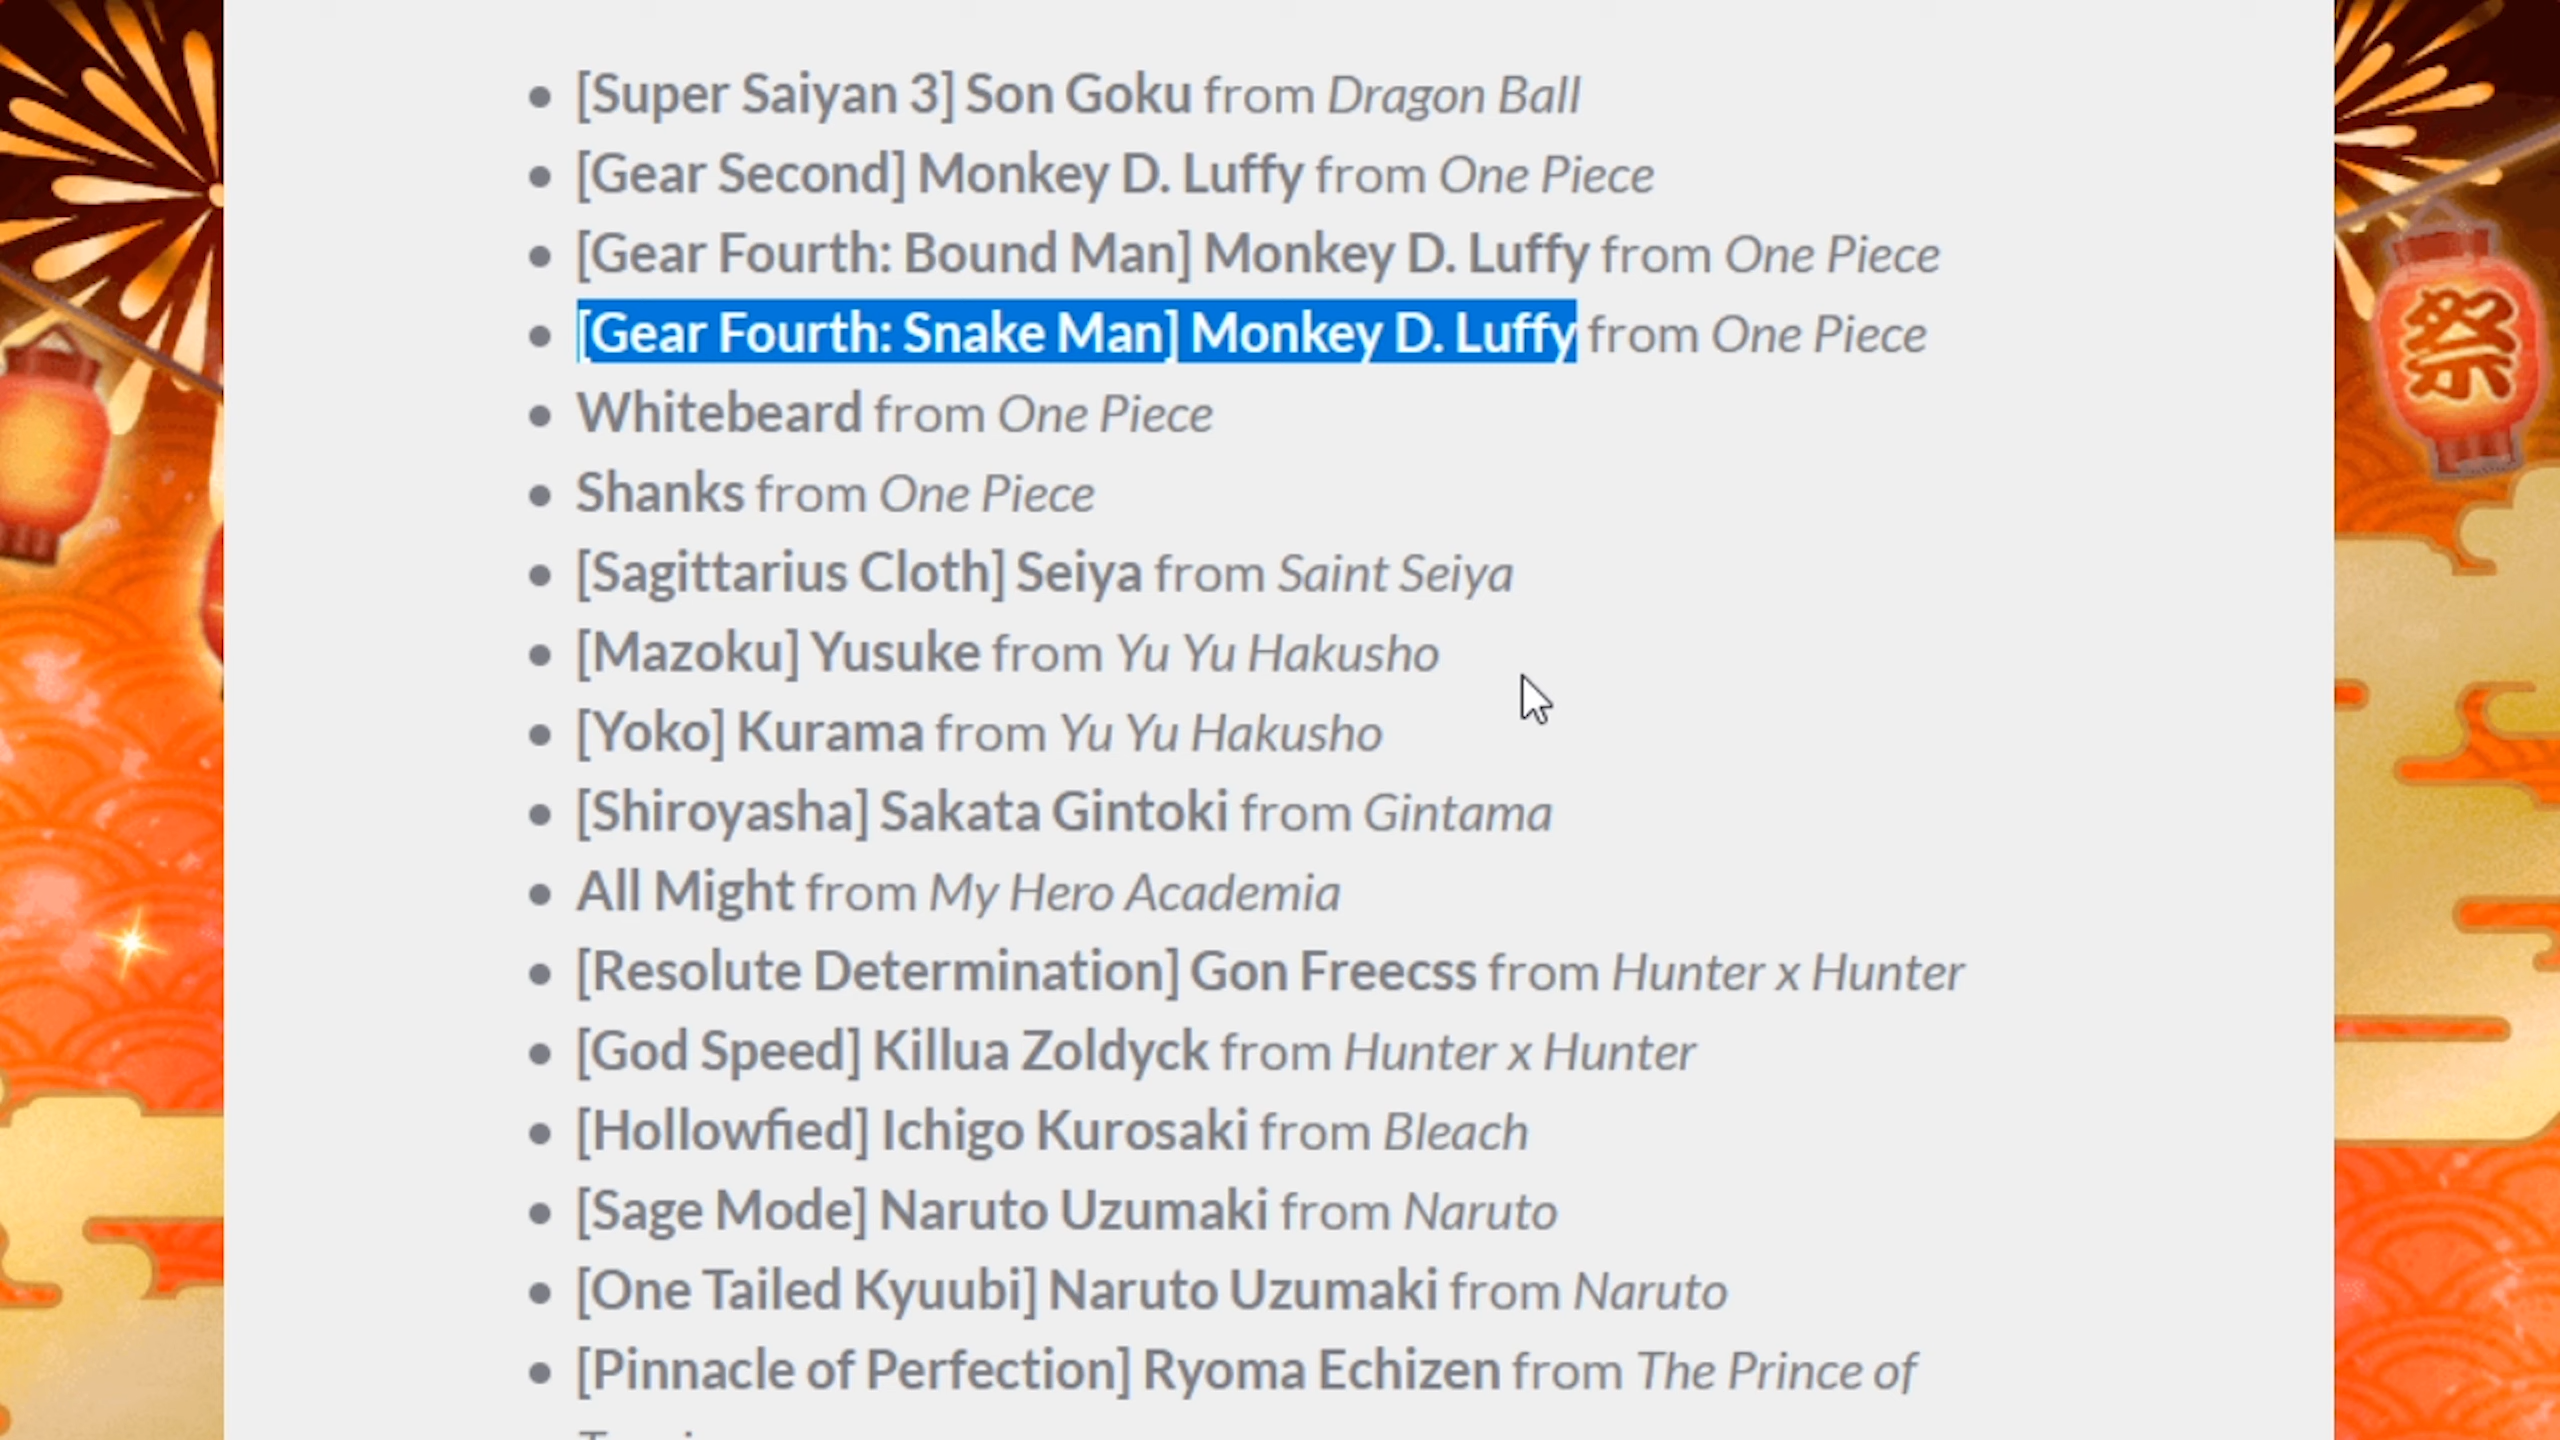 [Super Saiyan 3] Son Goku from Dragon Ball
[Gear Second] Monkey D. Luffy from One Piece
[Gear Fourth: Bound Man] Monkey D. Luffy from One Piece
[Gear Fourth: Snake Man] Monkey D. Luffy from One Piece
Whitebeard from One Piece
Shanks from One Piece
[Sagittarius Cloth] Seiya from Saint Seiya
[Mazoku] Yusuke from Yu Yu Hakusho
[Yoko] Kurama from Yu Yu Hakusho
[Shiroyasha] Sakata Gintoki from Gintama
All Might from My Hero Academia
[Resolute Determination] Gon Freecss from Hunter x Hunter
[God Speed] Killua Zoldyck from Hunter x Hunter
[Hollowfied] Ichigo Kurosaki from Bleach
[Sage Mode] Naruto Uzumaki from Naruto
[One Tailed Kyuubi] Naruto Uzumaki from Naruto
[Pinnacle of Perfection] Ryoma Echizen from The Prince of
祭